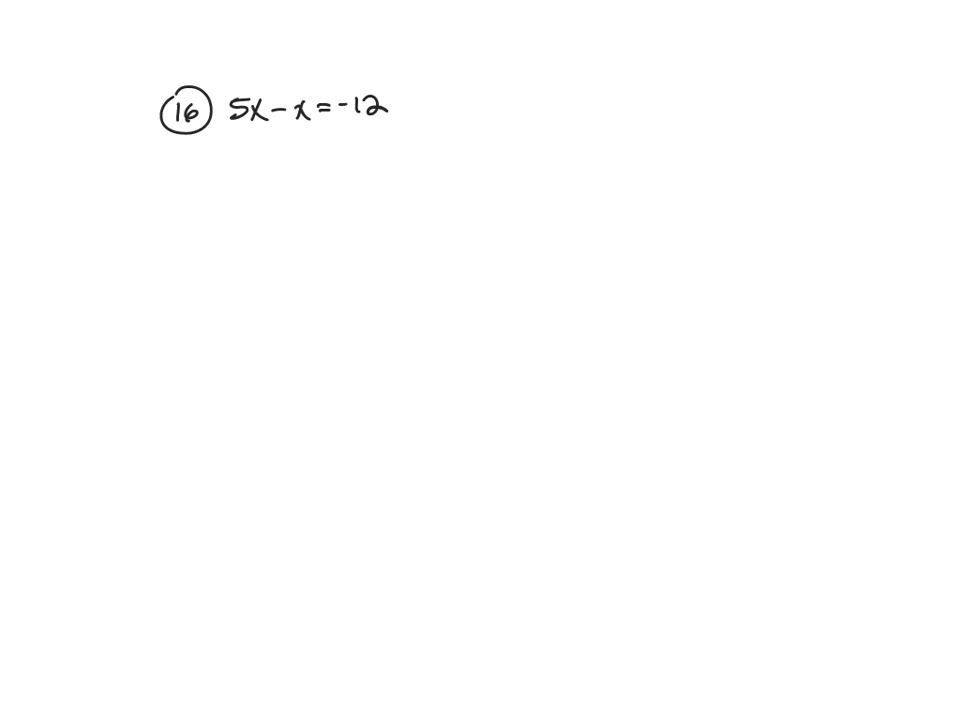 16 5x - x = -12